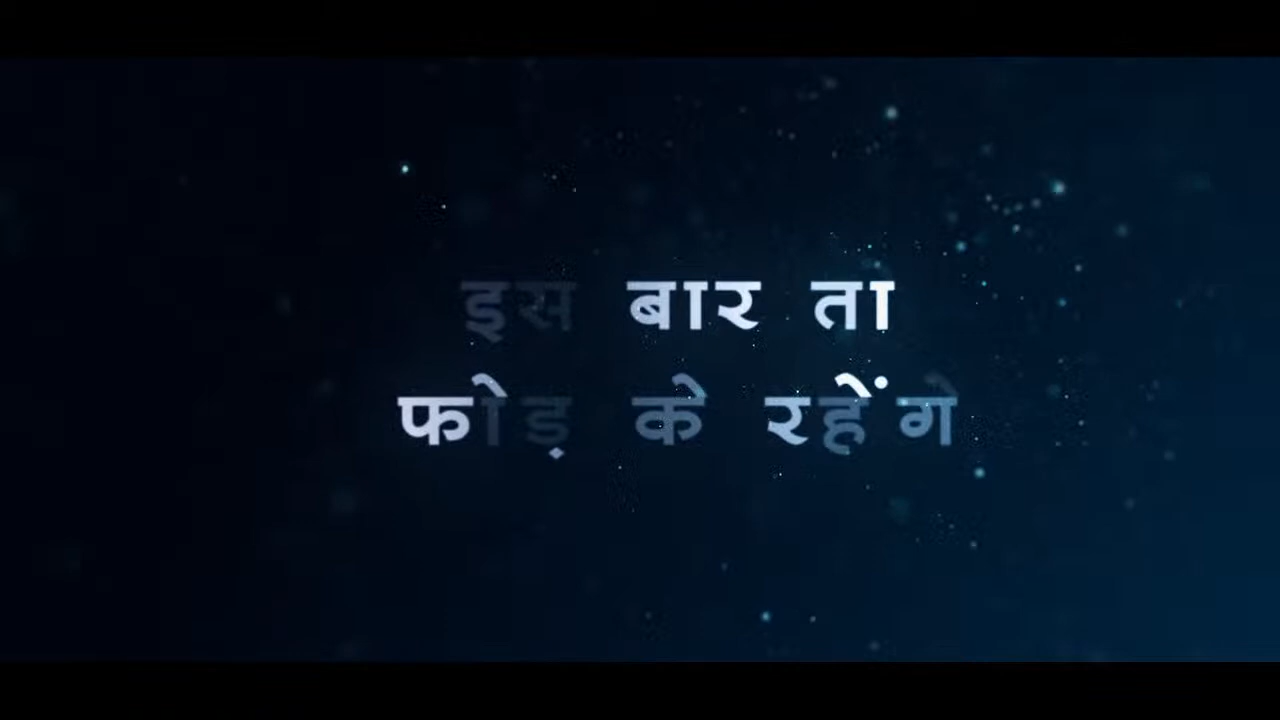 इस बार ता
फोड़ के रहेंगे